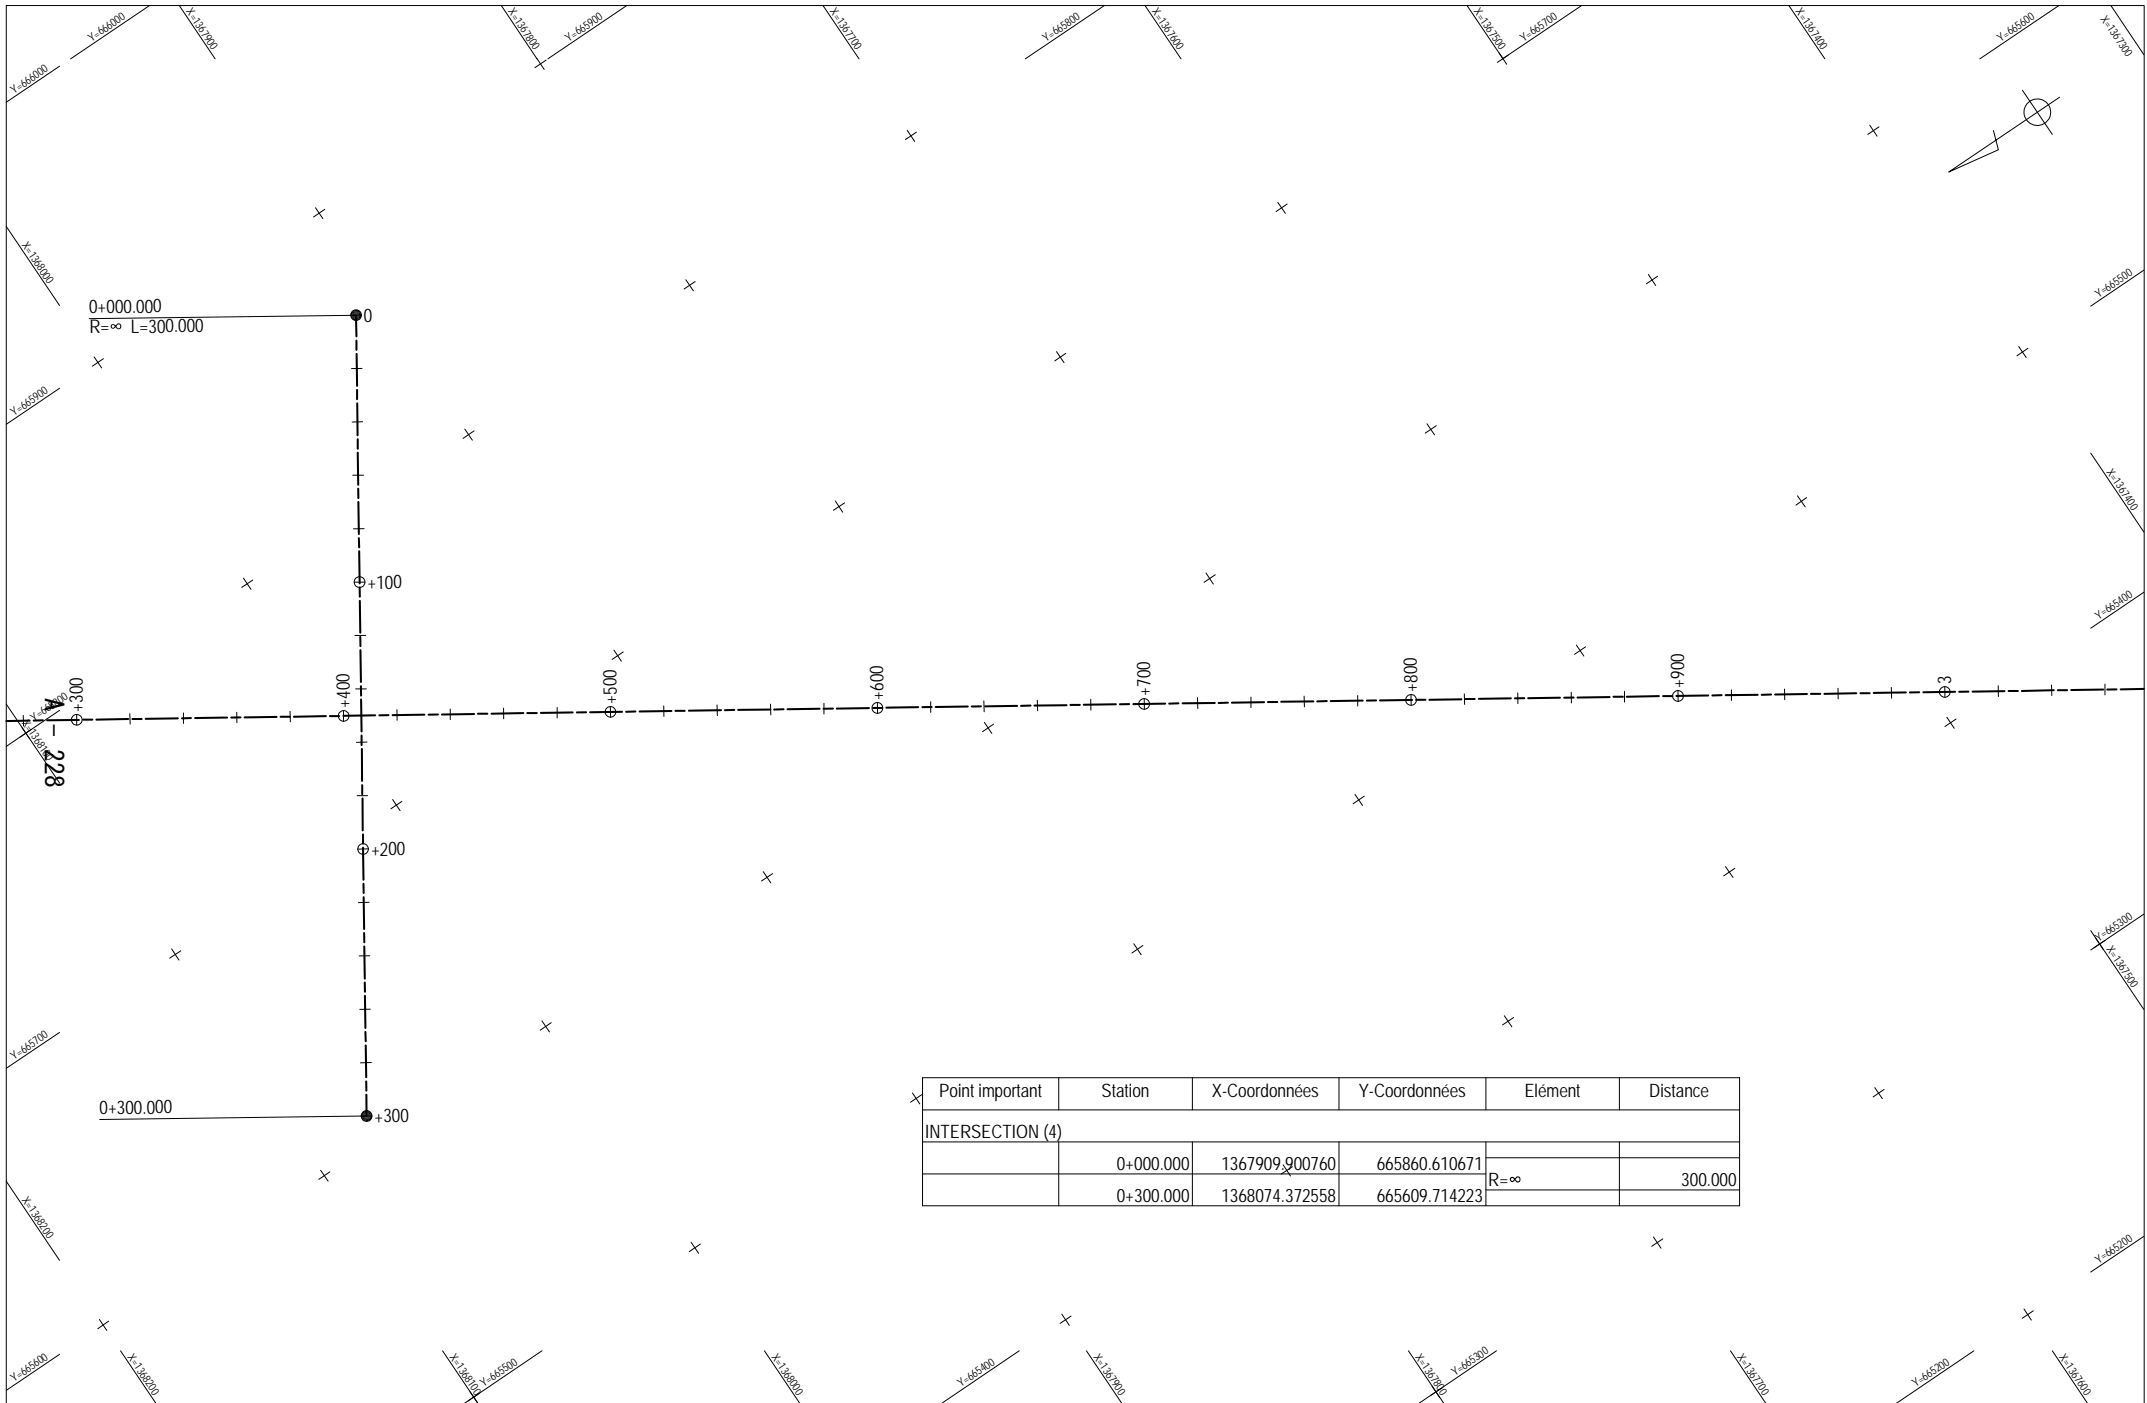 Y=666000
X=1367900
X=1367800
Y=665900
X=1367700
Y=665800
X=1367600
X=1367500
Y=665700
X=1367400
Y=665600
X=1367300
Y=666000
X=1368000
Y=665500
0+000.000
R=∞ L=300.000
0
Y=665900
X=1367400
+100
Y=665400
+300
+400
+500
+600
+700
+800
+900
3
A - 228
+200
Y=665300
X=1367500
Y=665700
0+300.000
+300
Point important Station X-Coordonnées Y-Coordonnées Elément Distance
INTERSECTION (4)
0+000.000 1367909.900760 665860.610671
R=∞ 300.000
0+300.000 1368074.372558 665609.714223
X=1368200
Y=665200
Y=665600
X=1368200
X=1368100
Y=665500
X=1368000
Y=665400
X=1367900
X=1367800
Y=665300
X=1367700
Y=665200
X=1367600